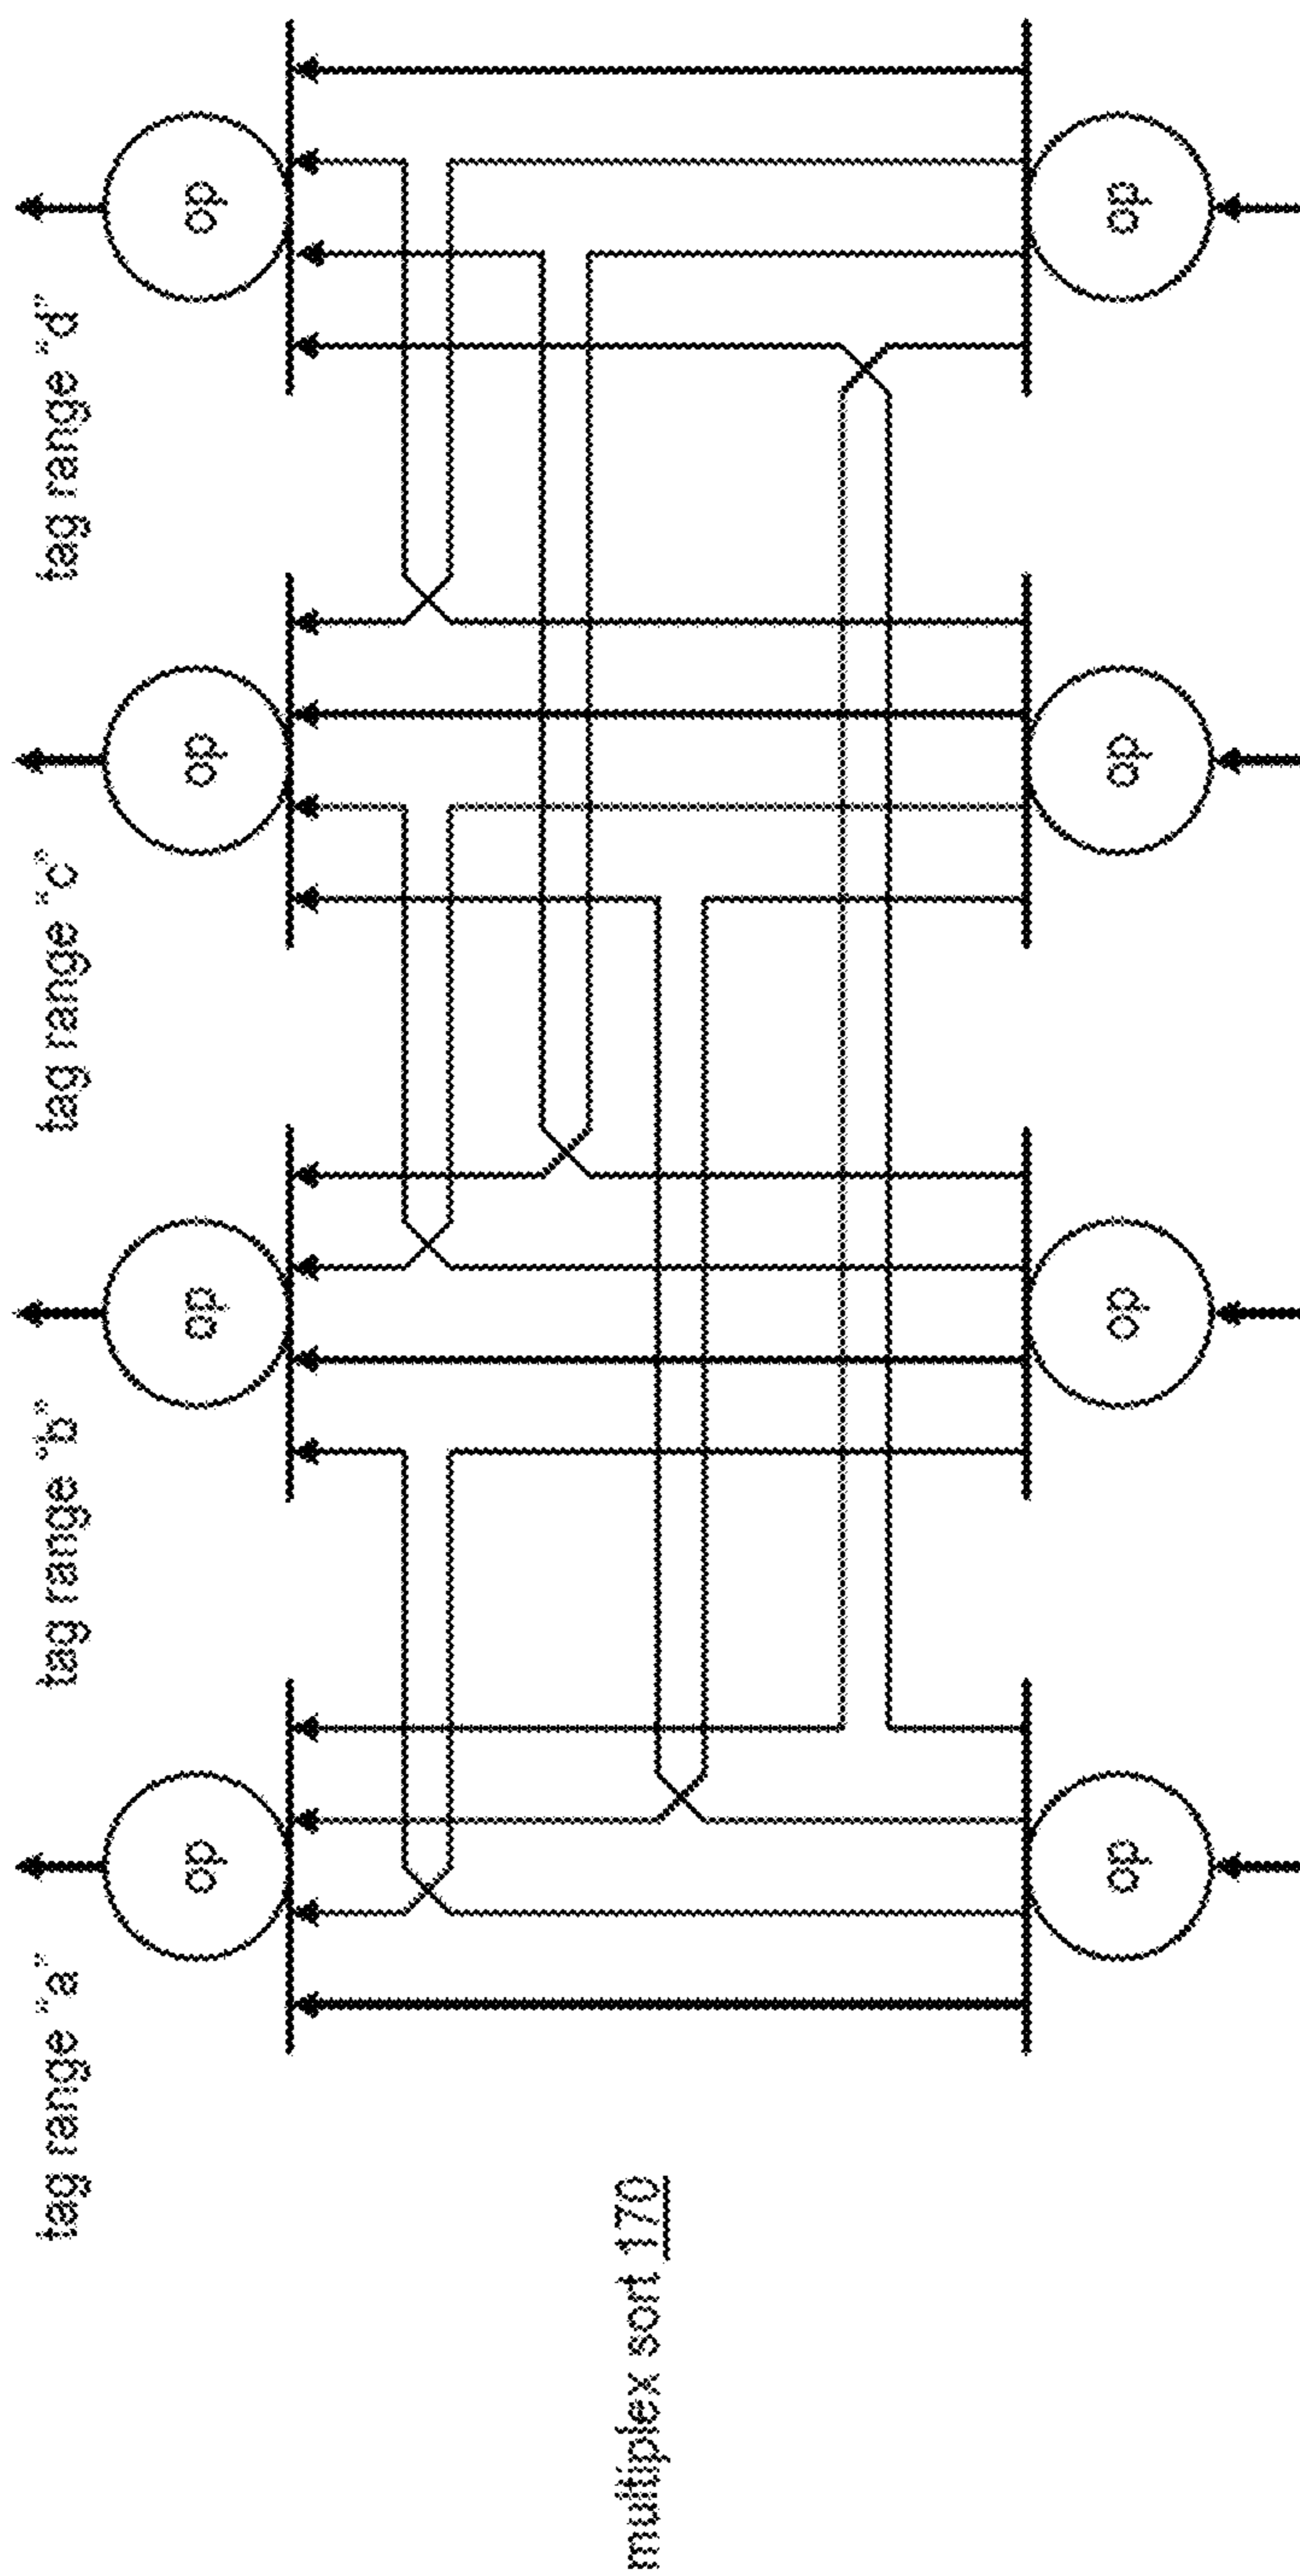 tag range "a"
tag range "b"
tag range "c"
tag range "d"
op
op
op
op
multiplex sort 170
op
op
op
op